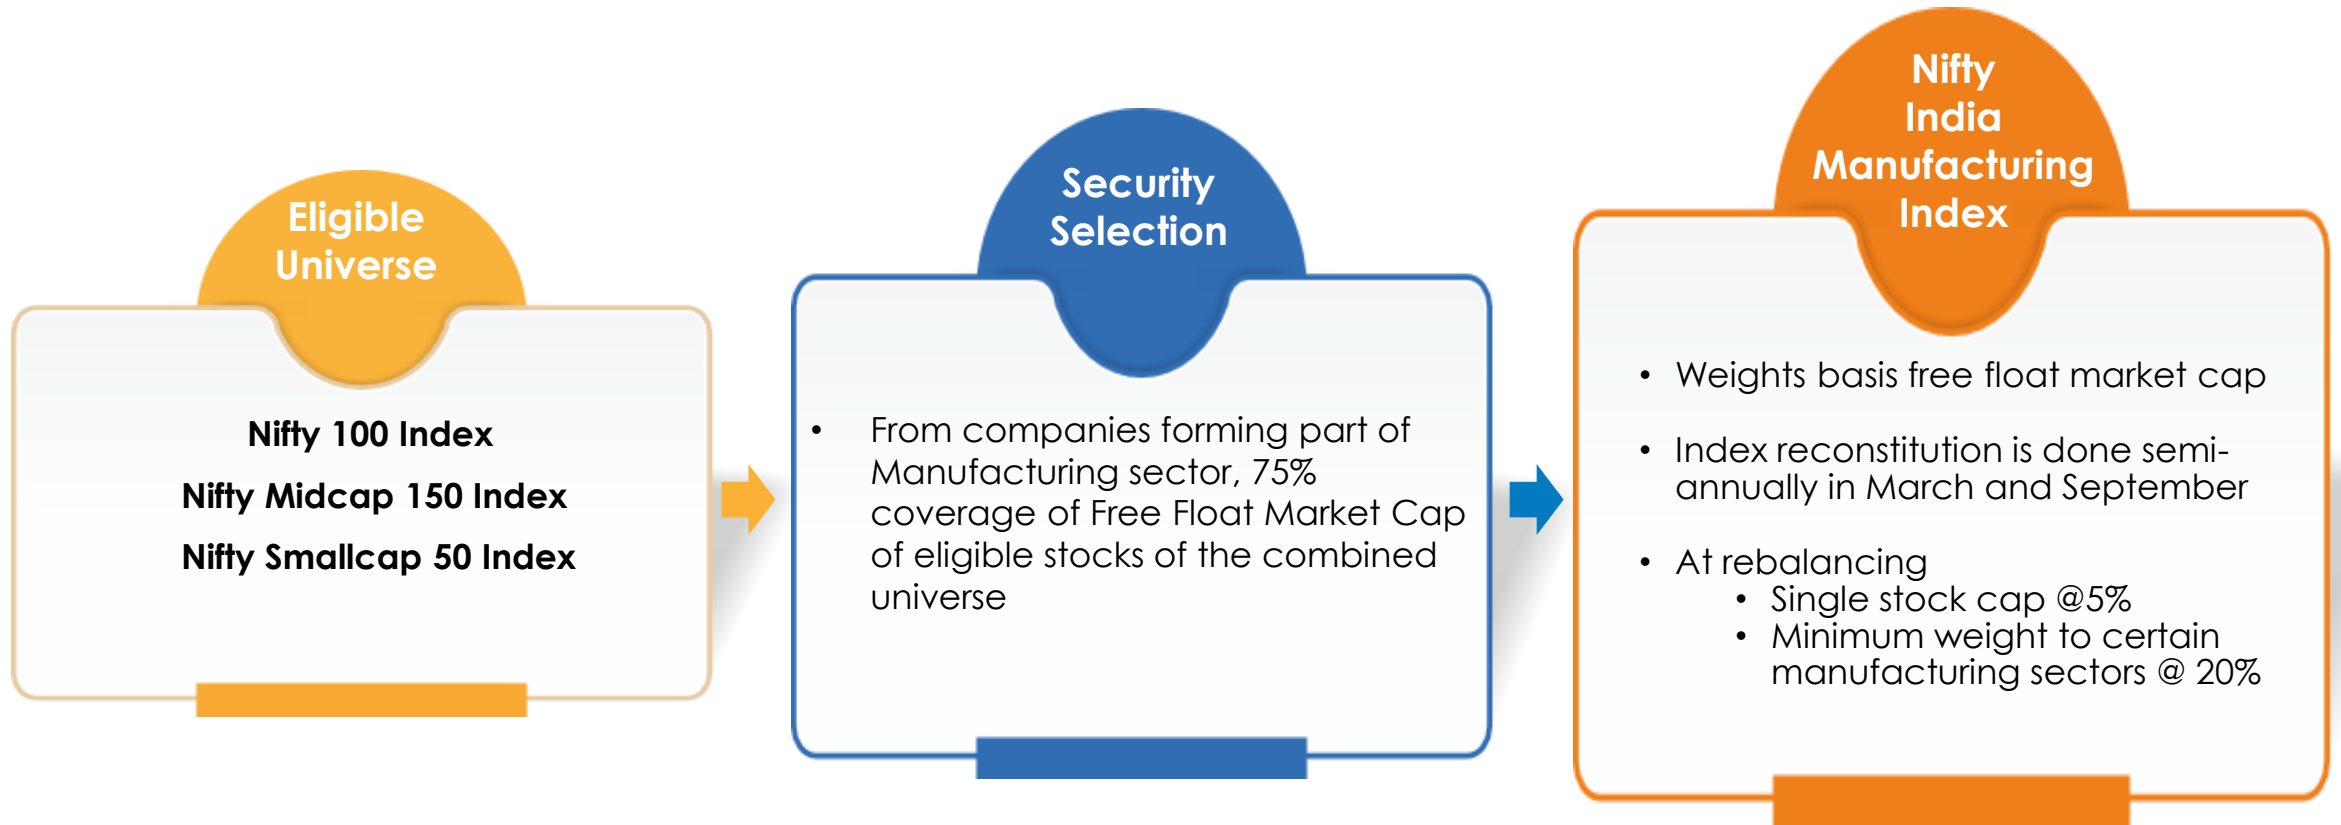 Eligible
Universe
Nifty 100 Index
Nifty Midcap 150 Index
Nifty Smallcap 50 Index
Security
Selection
• From companies forming part of
Manufacturing sector, 75%
coverage of Free Float Market Cap
of eligible stocks of the combined
universe
Nifty
India
Manufacturing
Index
• Weights basis free float market cap
• Index reconstitution is done semi-
annually in March and September
• At rebalancing
• Single stock cap @5%
• Minimum weight to certain
manufacturing sectors @ 20%